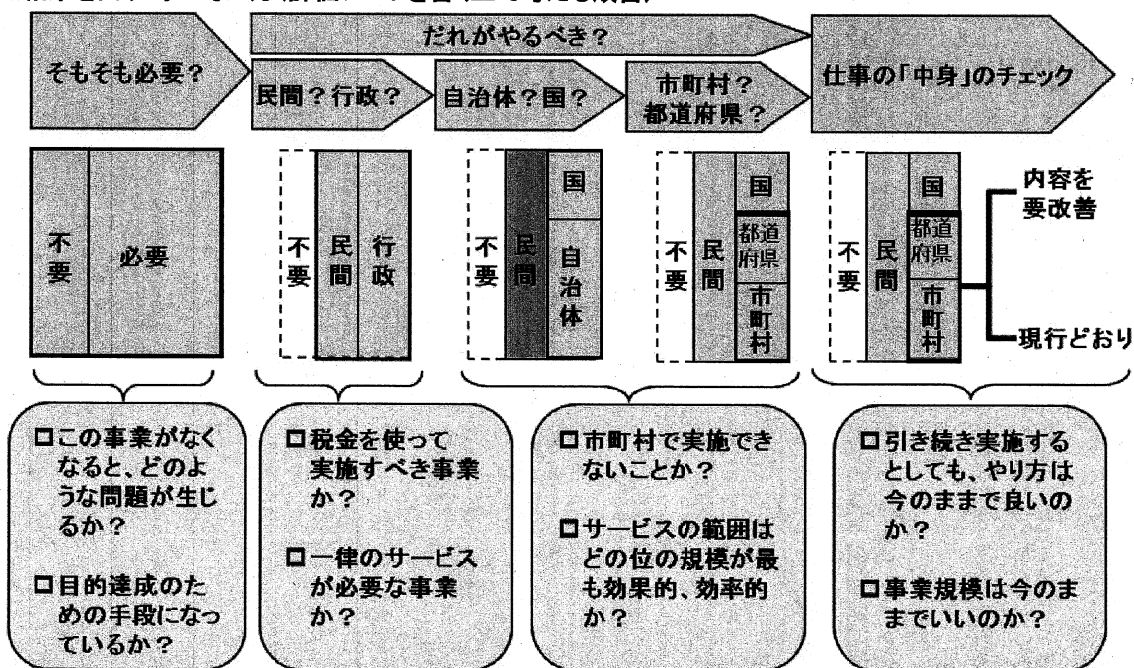 だれがやるべき？
そもそも必要？
民間？行政？
自治体？国？
市町村？
都道府県？
仕事の「中身」のチェック
不要
必要
不要
民間
行政
不要
民間
国
自治体
不要
民間
国
都道
府県
市町村
不要
民間
国
都道
府県
市町村
内容を
要改善
現行どおり
□この事業がなく
なると、どのよ
うな問題が生じ
るか？
□目的達成のた
めの手段になっ
ているか？
□税金を使って
実施すべき事業
か？
□一律のサービス
が必要な事業
か？
□市町村で実施でき
ないことか？
□サービスの範囲は
どの位の規模が最
も効果的、効率的
か？
□引き続き実施する
としても、やり方は
今のままで良いの
か？
□事業規模は今のま
までいいのか？